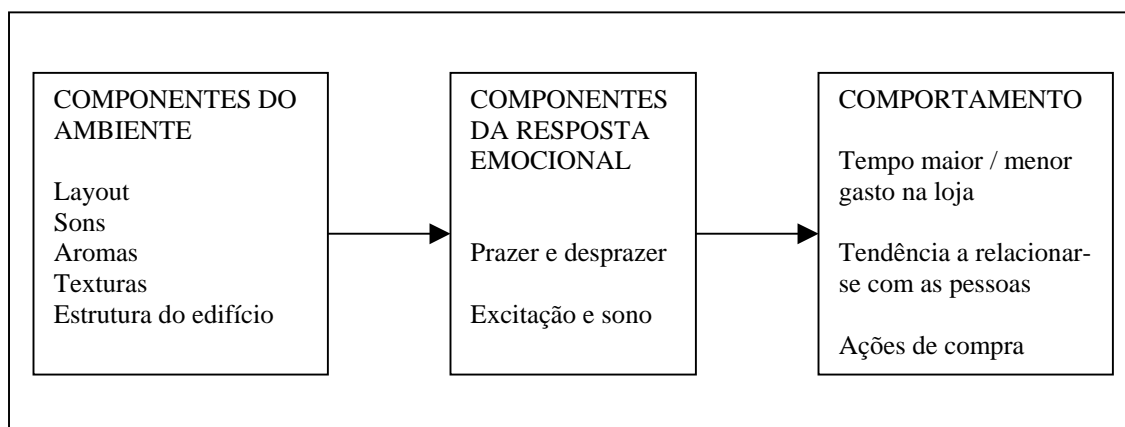 COMPONENTES DO
AMBIENTE
Layout
Sons
Aromas
Texturas
Estrutura do edifício
COMPONENTES
DA RESPOSTA
EMOCIONAL
Prazer e desprazer
Excitação e sono
COMPORTAMENTO
Tempo maior / menor
gasto na loja
Tendência a relacionar-
se com as pessoas
Ações de compra